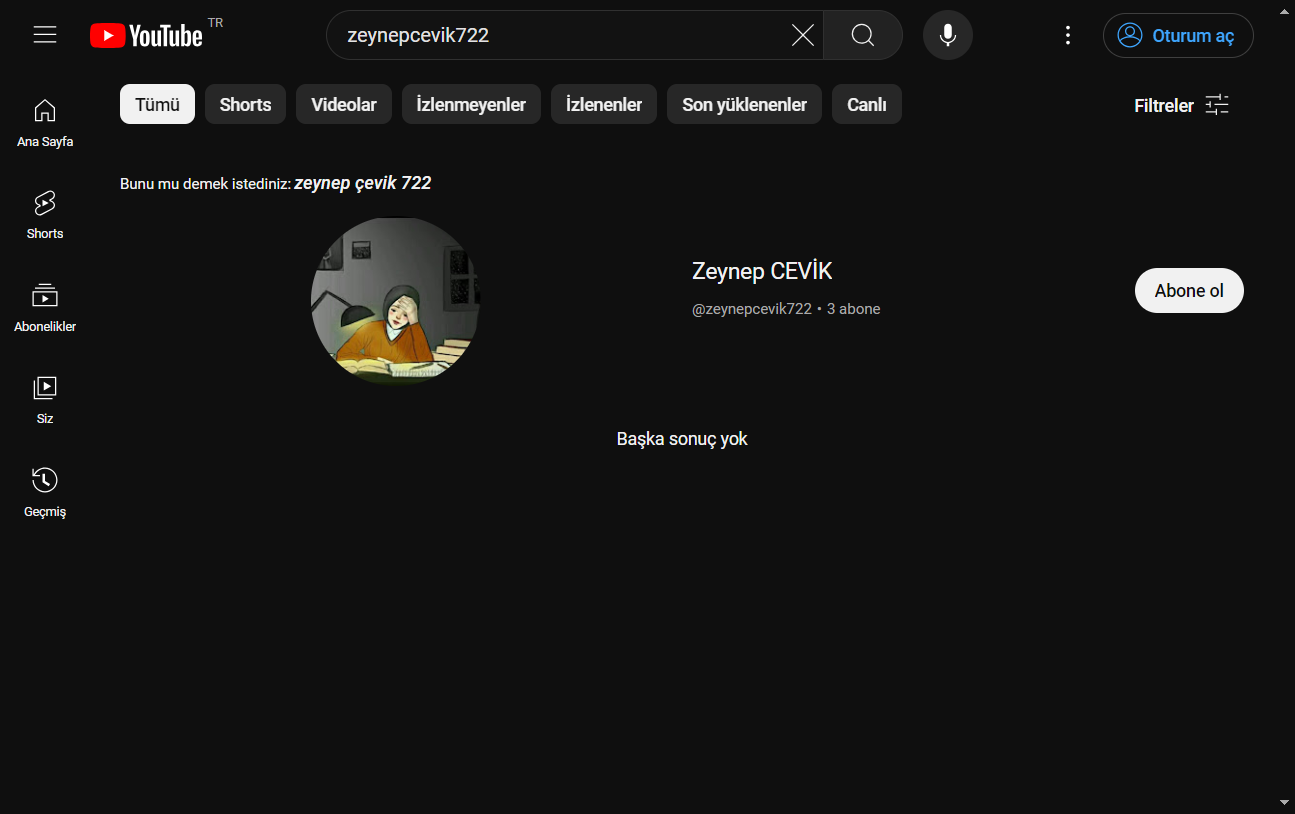 YouTube TR
zeynepcevik722
Oturum aç
Ana Sayfa
Shorts
Abonelikler
Siz
Geçmiş
Tümü
Shorts
Videolar
İzlenmeyenler
İzlenenler
Son yüklenenler
Canlı
Filtreler
Bunu mu demek istediniz: zeynep çevik 722
Zeynep CEVİK
@zeynepcevik722 • 3 abone
Abone ol
Başka sonuç yok